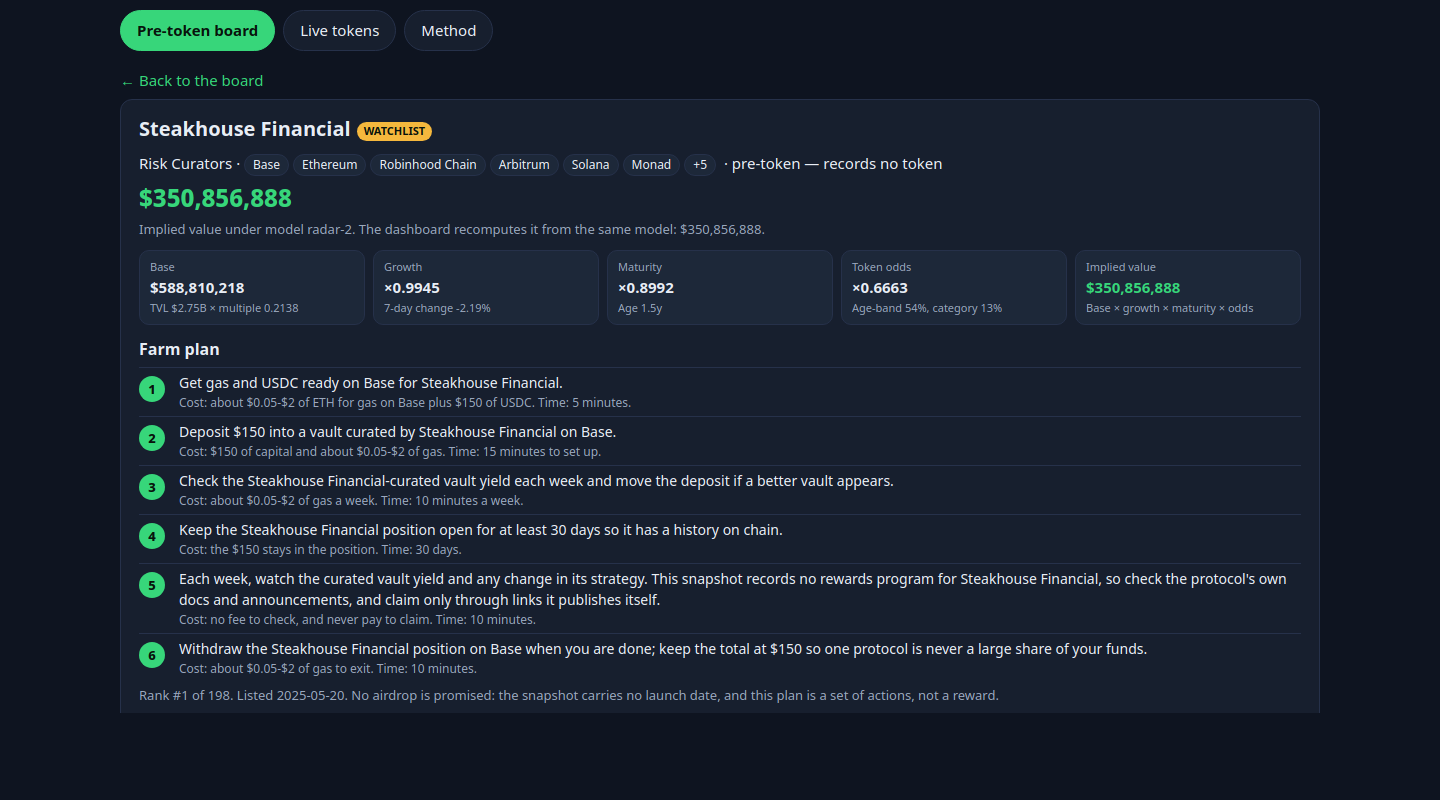 Pre-token board Live tokens Method
← Back to the board
Steakhouse Financial WATCHLIST
Risk Curators · Base Ethereum Robinhood Chain Arbitrum Solana Monad +5 · pre-token — records no token
$350,856,888
Implied value under model radar-2. The dashboard recomputes it from the same model: $350,856,888.
Base
$588,810,218
TVL $2.75B × multiple 0.2138
Growth
×0.9945
7-day change -2.19%
Maturity
×0.8992
Age 1.5y
Token odds
×0.6663
Age-band 54%, category 13%
Implied value
$350,856,888
Base × growth × maturity × odds
Farm plan
1 Get gas and USDC ready on Base for Steakhouse Financial.
Cost: about $0.05-$2 of ETH for gas on Base plus $150 of USDC. Time: 5 minutes.
2 Deposit $150 into a vault curated by Steakhouse Financial on Base.
Cost: $150 of capital and about $0.05-$2 of gas. Time: 15 minutes to set up.
3 Check the Steakhouse Financial-curated vault yield each week and move the deposit if a better vault appears.
Cost: about $0.05-$2 of gas a week. Time: 10 minutes a week.
4 Keep the Steakhouse Financial position open for at least 30 days so it has a history on chain.
Cost: the $150 stays in the position. Time: 30 days.
5 Each week, watch the curated vault yield and any change in its strategy. This snapshot records no rewards program for Steakhouse Financial, so check the protocol's own
docs and announcements, and claim only through links it publishes itself.
Cost: no fee to check, and never pay to claim. Time: 10 minutes.
6 Withdraw the Steakhouse Financial position on Base when you are done; keep the total at $150 so one protocol is never a large share of your funds.
Cost: about $0.05-$2 of gas to exit. Time: 10 minutes.
Rank #1 of 198. Listed 2025-05-20. No airdrop is promised: the snapshot carries no launch date, and this plan is a set of actions, not a reward.